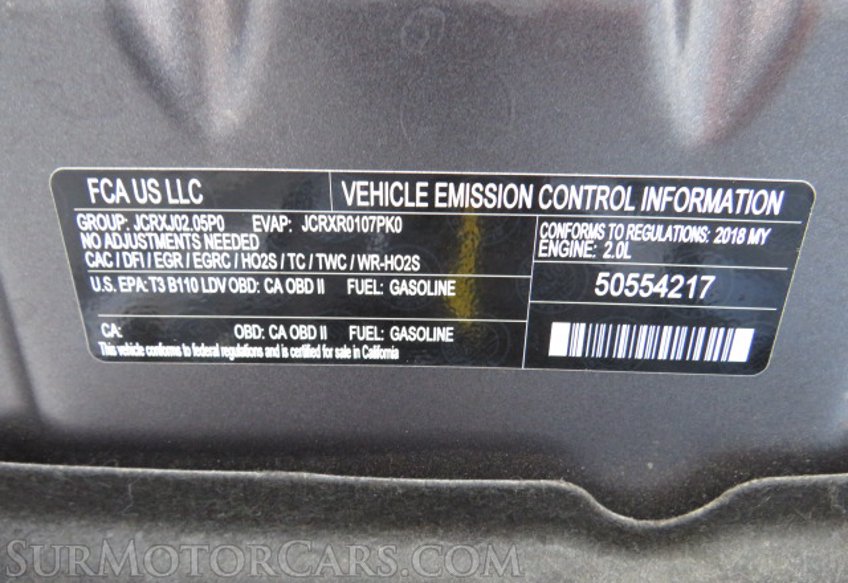 FCA US LLC
VEHICLE EMISSION CONTROL INFORMATION
GROUP: JCRXJ02.05P0 EVAP: JCRXR0107PK0
NO ADJUSTMENTS NEEDED
CAC / DFI / EGR / EGRC / HO2S / TC / TWC / WR-HO2S
U.S. EPA: T3 B110 LDV OBD: CA OBD II FUEL: GASOLINE
CA: OBD: CA OBD II FUEL: GASOLINE
This vehicle conforms to federal regulations and is certified for sale in California
CONFORMS TO REGULATIONS: 2018 MY
ENGINE: 2.0L
50554217
SURMOTORCARS.COM